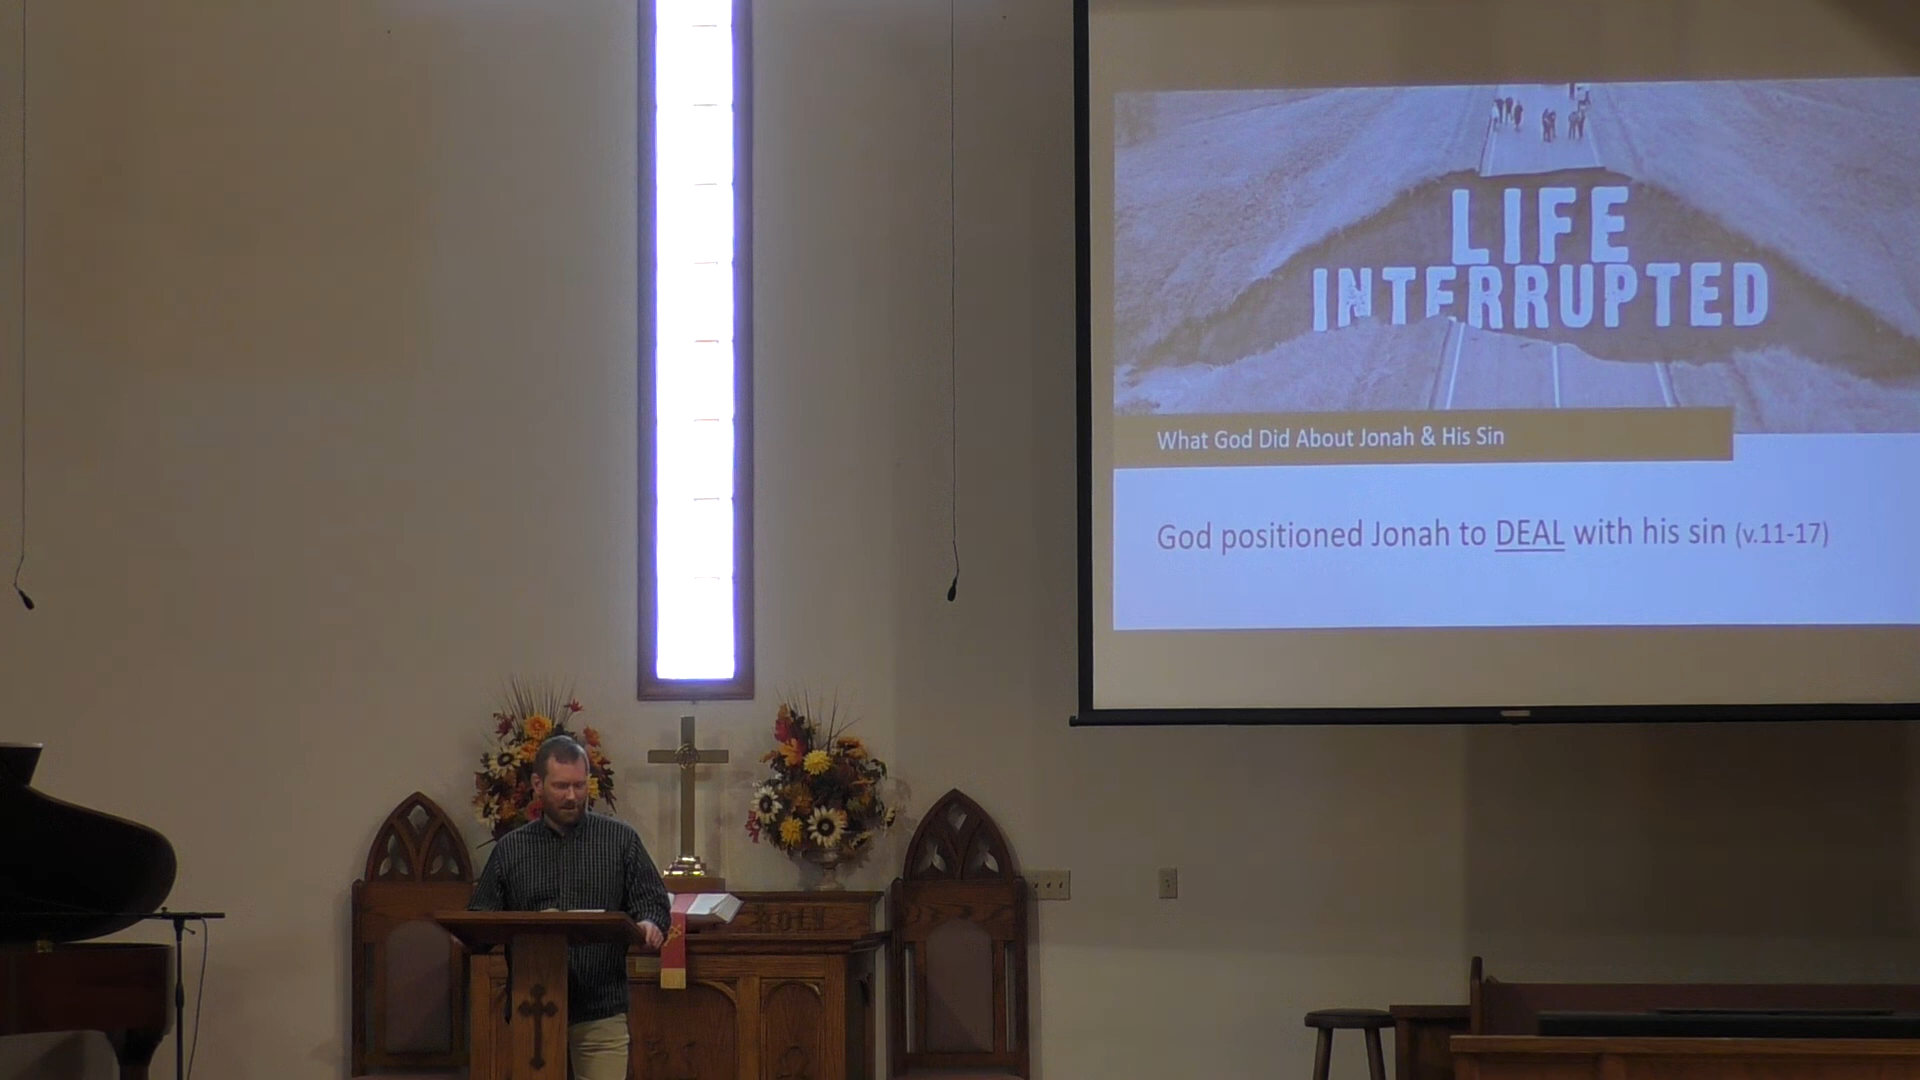 LIFE
INTERRUPTED
What God Did About Jonah & His Sin
God positioned Jonah to DEAL with his sin (v.11-17)
HOLY